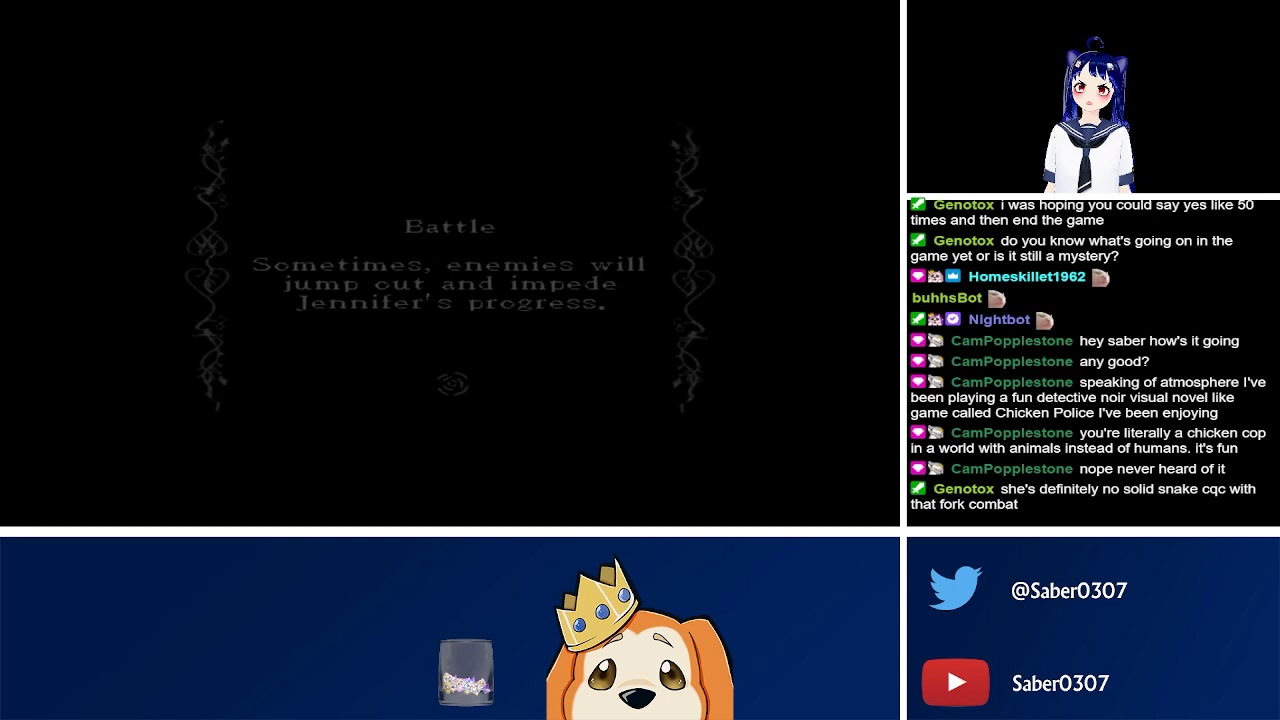 Battle
Sometimes, enemies will
jump out and impede
Jennifer's progress.
Genotox i was hoping you could say yes like 50
times and then end the game
Genotox do you know what's going on in the
game yet or is it still a mystery?
Homeskillet1962
buhhsBot
Nightbot
CamPopplestone hey saber how's it going
CamPopplestone any good?
CamPopplestone speaking of atmosphere I've
been playing a fun detective noir visual novel like
game called Chicken Police I've been enjoying
CamPopplestone you're literally a chicken cop
in a world with animals instead of humans. it's fun
CamPopplestone nope never heard of it
Genotox she's definitely no solid snake cqc with
that fork combat
@Saber0307
Saber0307